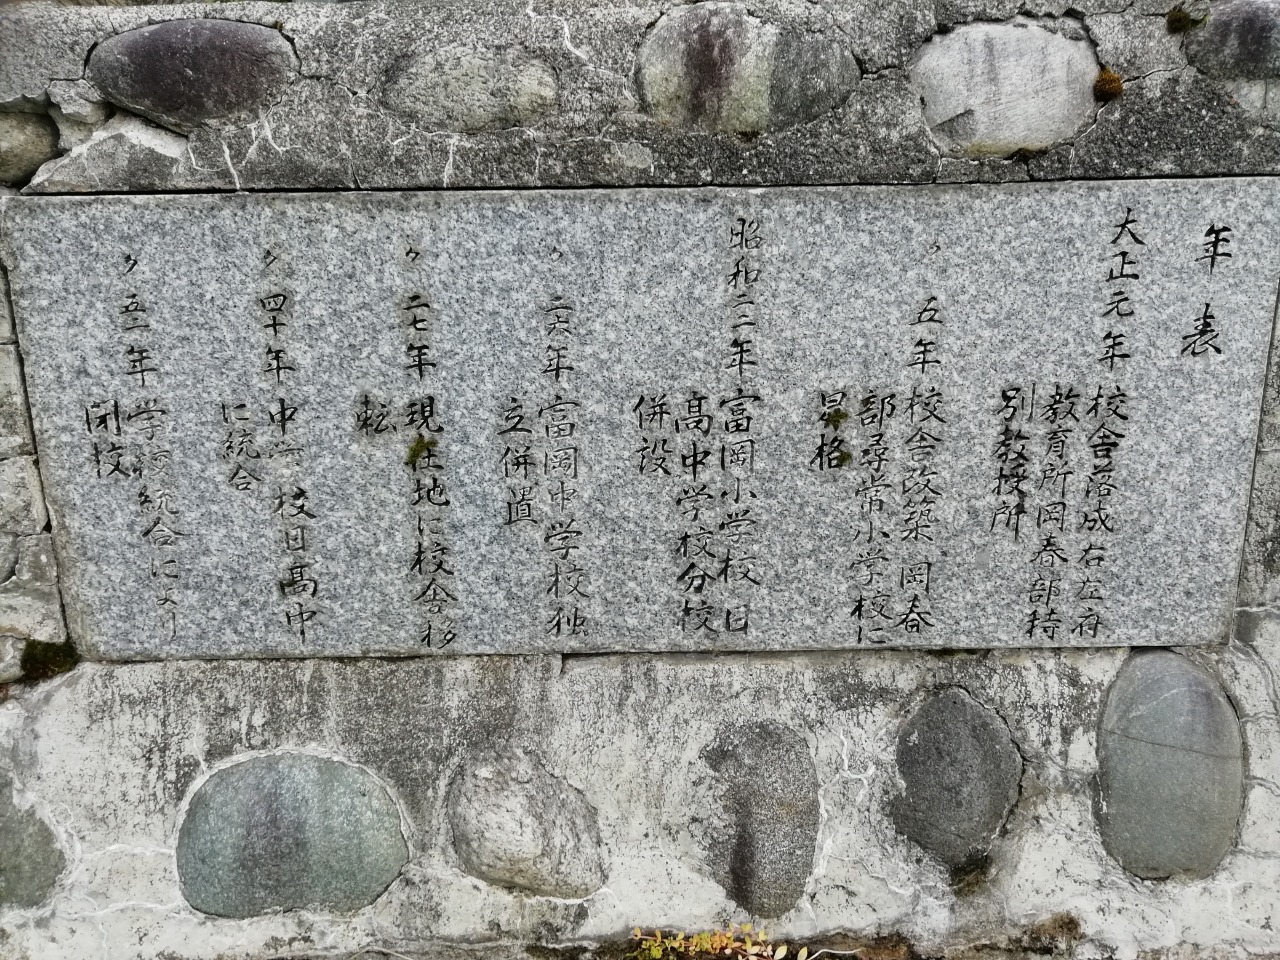 年表
大正元年 校舎落成右左府
教育所岡春部特
別教授所
〃 五年 校舎改築 岡春
部尋常小学校に
昇格
昭和二二年 富岡小学校日
高中学校分校
併設
〃 二六年 富岡中学校独
立併置
〃 二七年 現在地に校舎移
転
〃 四十年 中学校日高中
に統合
〃 五二年 学校統合により
閉校